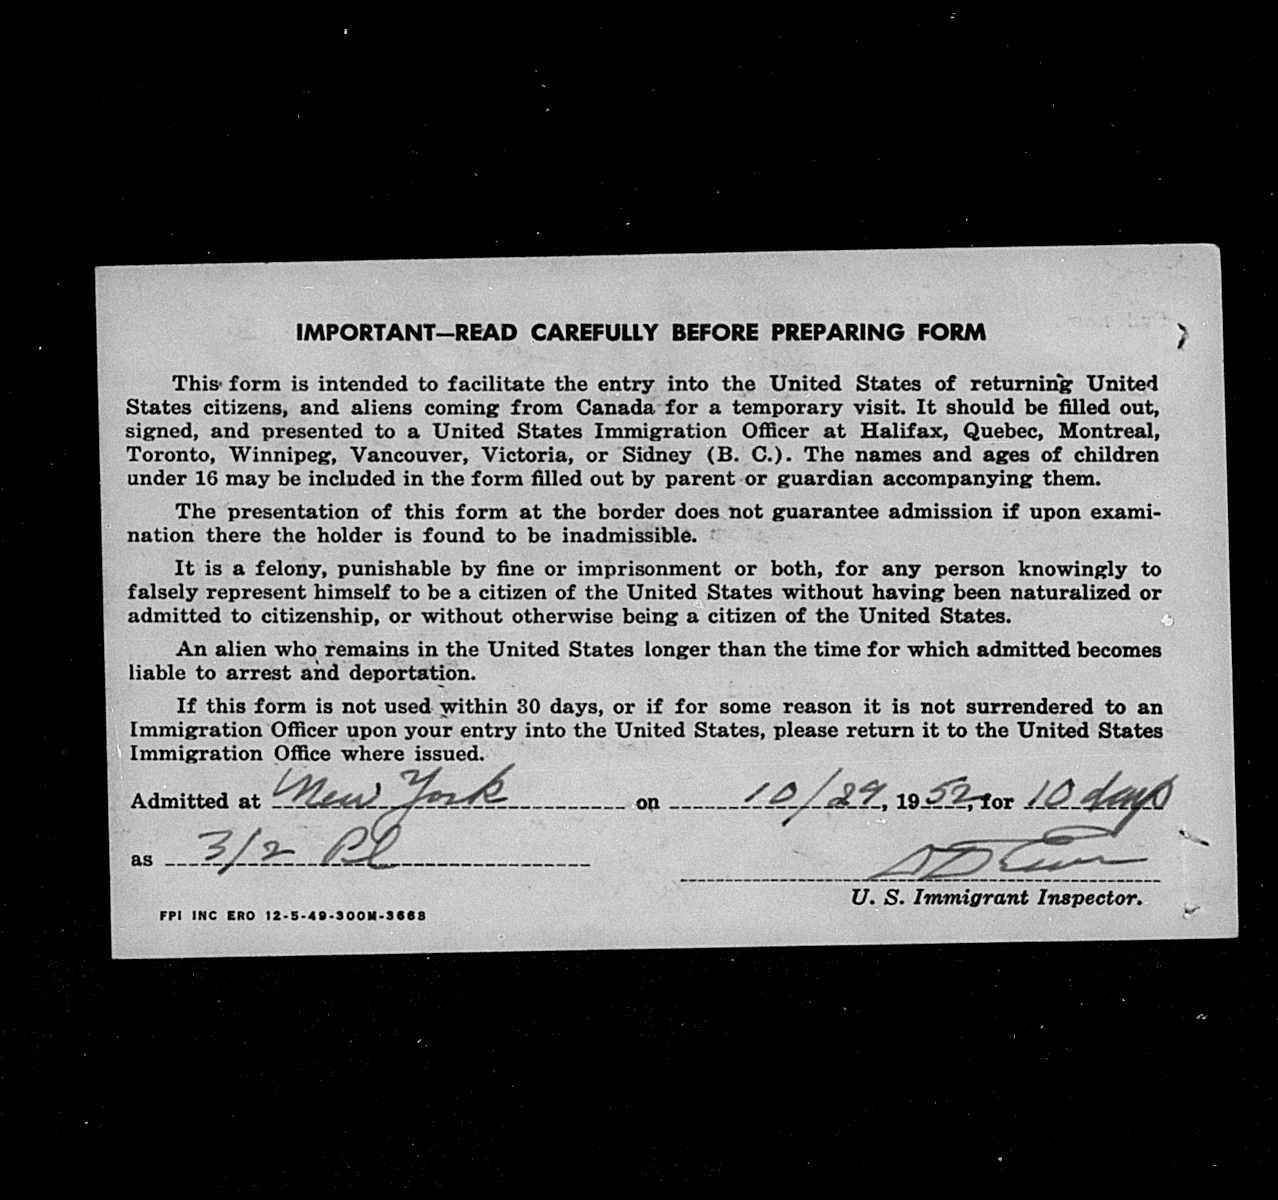 IMPORTANT—READ CAREFULLY BEFORE PREPARING FORM
This form is intended to facilitate the entry into the United States of returning United
States citizens, and aliens coming from Canada for a temporary visit. It should be filled out,
signed, and presented to a United States Immigration Officer at Halifax, Quebec, Montreal,
Toronto, Winnipeg, Vancouver, Victoria, or Sidney (B. C.). The names and ages of children
under 16 may be included in the form filled out by parent or guardian accompanying them.
The presentation of this form at the border does not guarantee admission if upon exami-
nation there the holder is found to be inadmissible.
It is a felony, punishable by fine or imprisonment or both, for any person knowingly to
falsely represent himself to be a citizen of the United States without having been naturalized or
admitted to citizenship, or without otherwise being a citizen of the United States.
An alien who remains in the United States longer than the time for which admitted becomes
liable to arrest and deportation.
If this form is not used within 30 days, or if for some reason it is not surrendered to an
Immigration Officer upon your entry into the United States, please return it to the United States
Immigration Office where issued.
Admitted at New York on 10/29, 1952, for 10 days
as 3/2
U. S. Immigrant Inspector.
FPI INC ERO 12-5-49-300M-3668